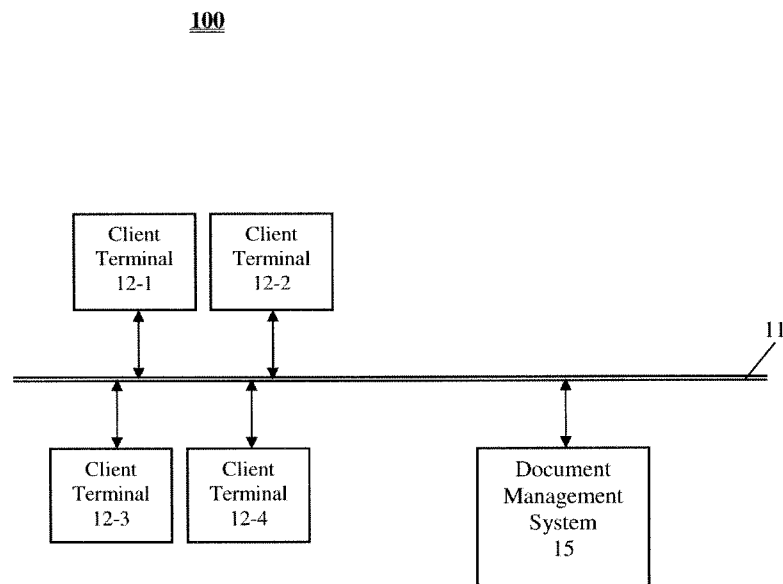 100
Client
Terminal
12-1
Client
Terminal
12-2
11
Client
Terminal
12-3
Client
Terminal
12-4
Document
Management
System
15